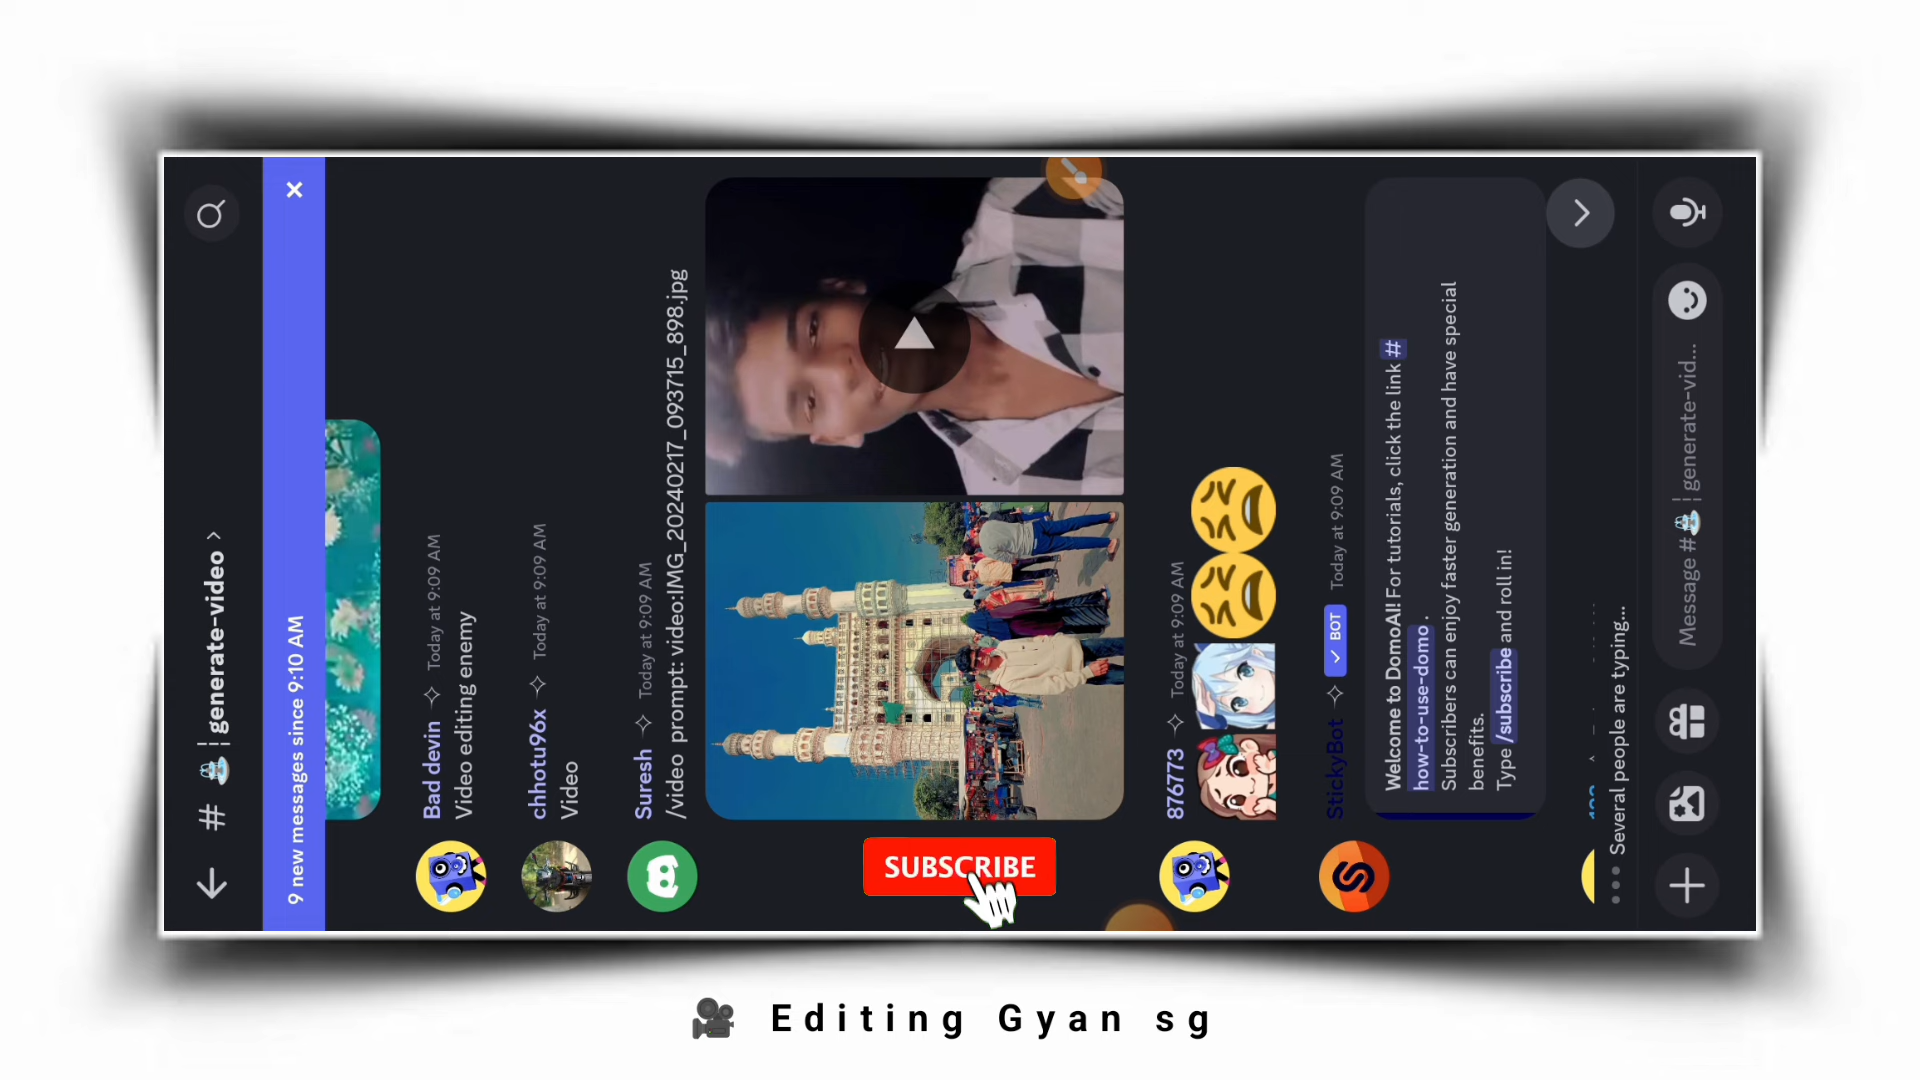 # generate-video >
9 new messages since 9:10 AM
Bad devin Today at 9:09 AM
Video editing enemy
chhotu96x Today at 9:09 AM
Video
Suresh Today at 9:09 AM
/video prompt: video:IMG_20240217_093715_898.jpg
876773 Today at 9:09 AM
StickyBot ✓ BOT Today at 9:09 AM
Welcome to DomoAI! For tutorials, click the link #
how-to-use-domo .
Subscribers can enjoy faster generation and have special
benefits.
Type /subscribe and roll in!
Several people are typing...
Message # generate-vid...
SUBSCRIBE
Editing Gyan sg